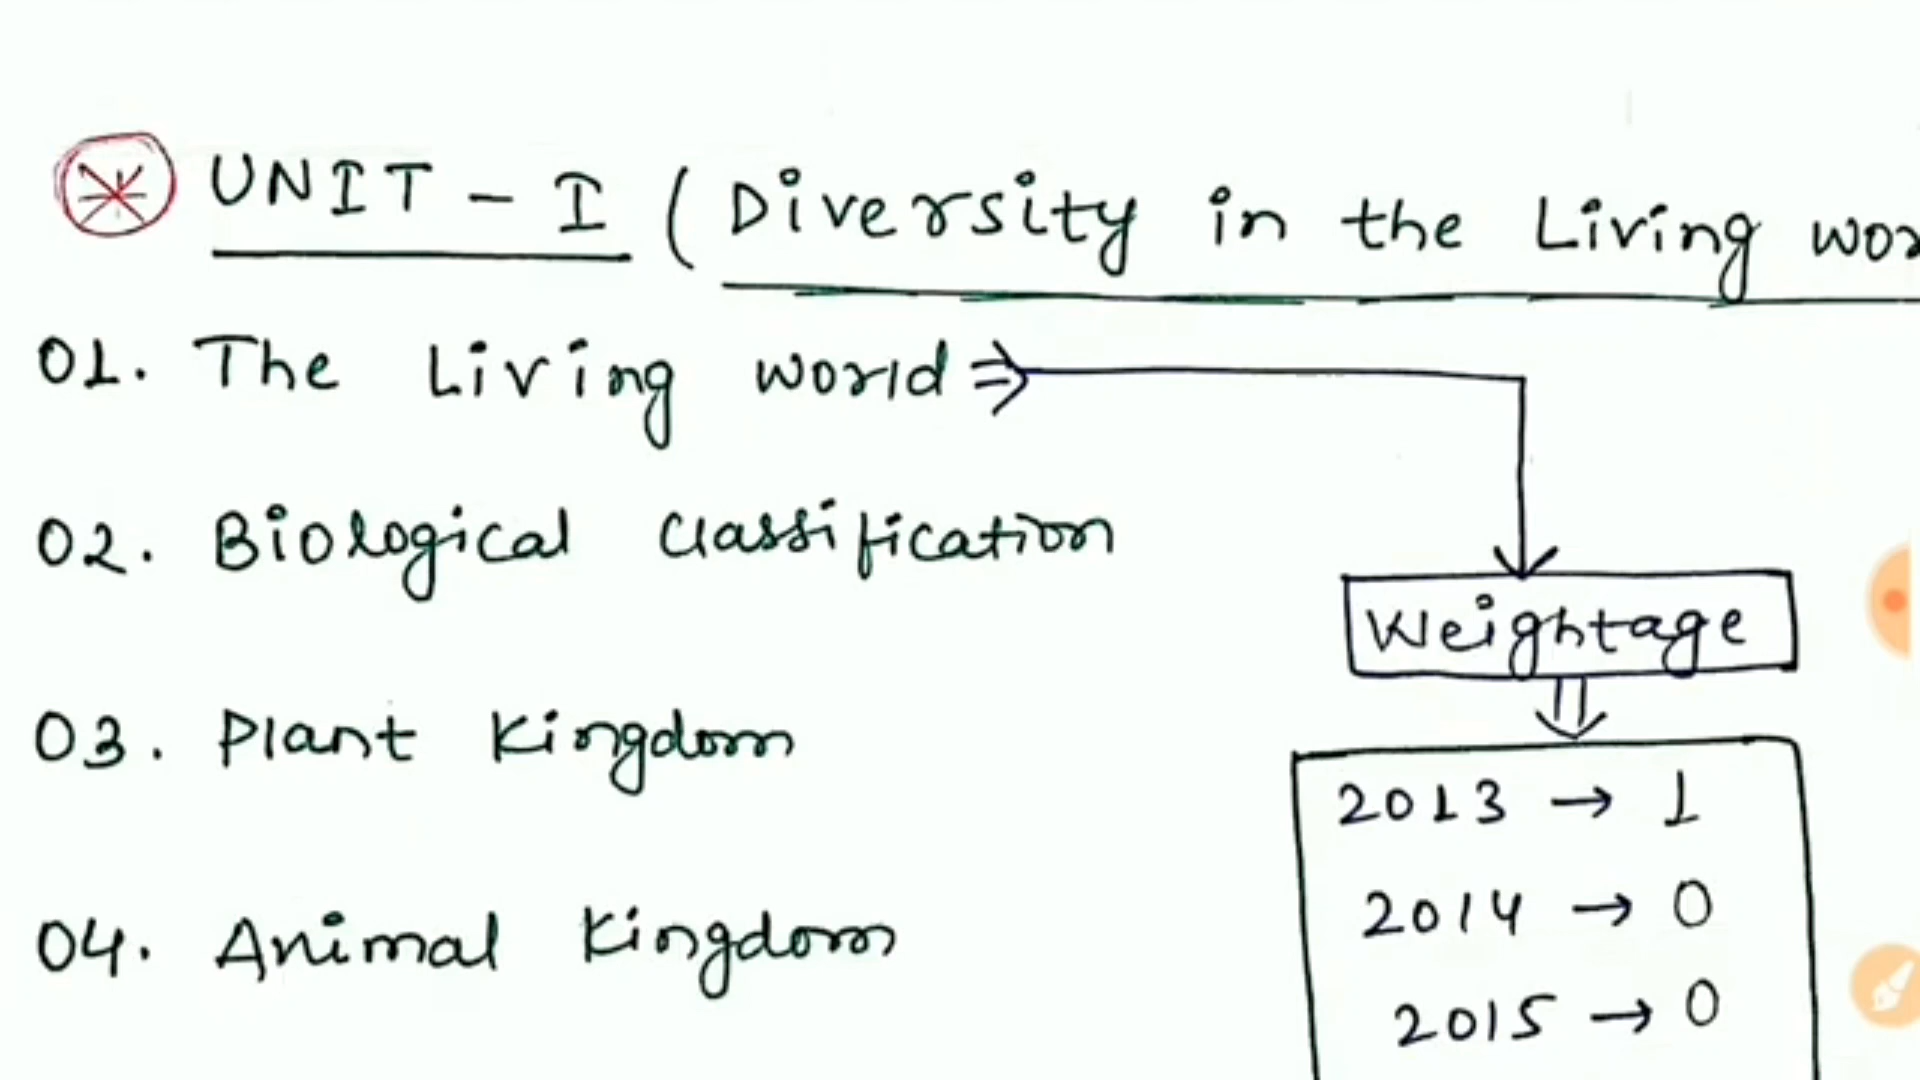 UNIT - I ( Diversity in the Living
01. The Living world ⇒
02. Biological classification
Weightage
03. Plant Kingdom
2013 → 1
04. Animal Kingdom
2014 → 0
2015 → 0